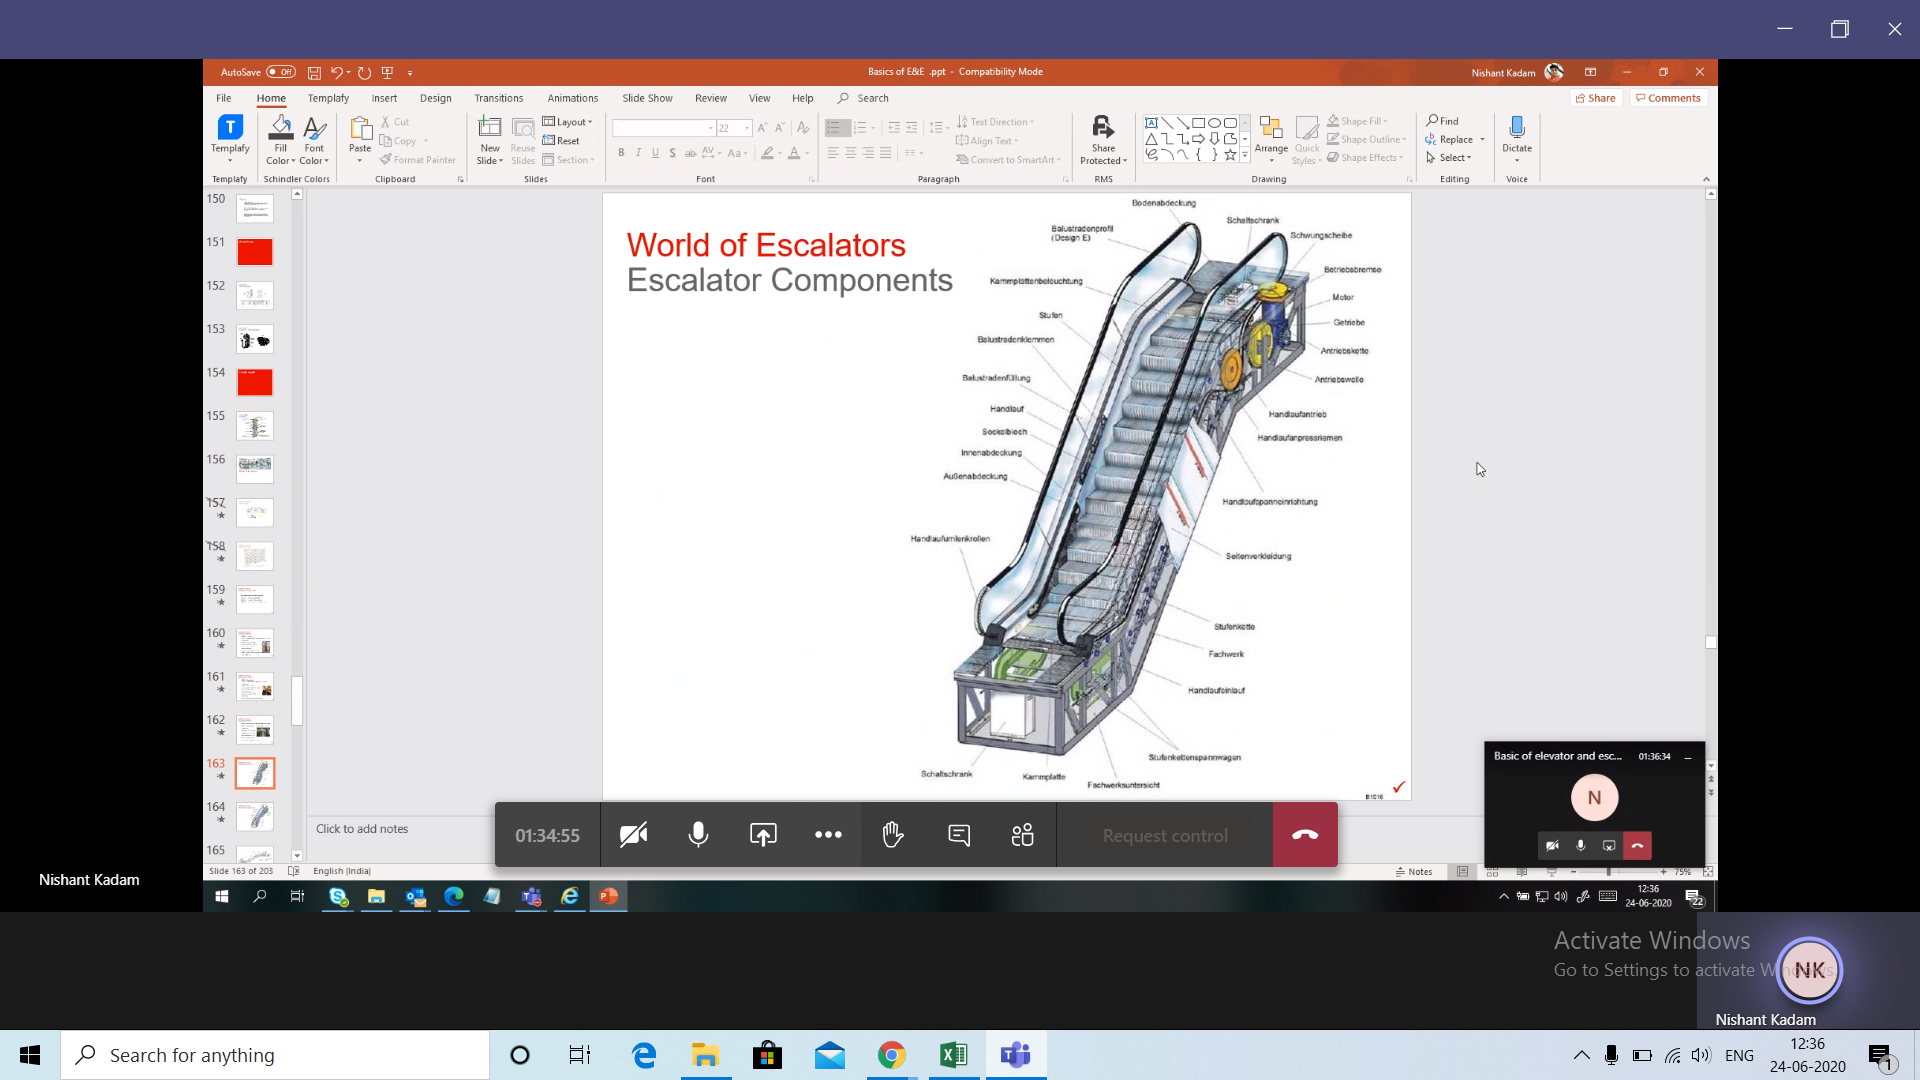 AutoSave Off
Basics of E&E .ppt - Compatibility Mode
Nishant Kadam
File Home Templafy Insert Design Transitions Animations Slide Show Review View Help Search
Share Comments
Templafy
Fill Color
Font Color
Paste
Cut
Copy
Format Painter
New Slide
Reuse Slides
Layout
Reset
Section
22
Text Direction
Align Text
Convert to SmartArt
Share Protected
Arrange
Quick Styles
Shape Fill
Shape Outline
Shape Effects
Find
Replace
Select
Dictate
Templafy Schindler Colors Clipboard Slides Font Paragraph RMS Drawing Editing Voice
150
151
152
153
154
155
156
157
158
159
160
161
162
163
164
165
World of Escalators
Escalator Components
Bodenabdeckung
Schaltschrank
Balustradenprofil
(Design E)
Schwungscheibe
Betriebsbremse
Kammplattenbeleuchtung
Motor
Stufen
Getriebe
Balustradenklemmen
Antriebskette
Balustradenfüllung
Antriebswelle
Handlauf
Handlaufantrieb
Sockelblech
Handlaufanpressriemen
Innenabdeckung
Außenabdeckung
Handlaufspanneinrichtung
Handlaufumlenkrollen
Seitenverkleidung
Stufenkette
Fachwerk
Handlaufeinlauf
Stufenkettenspannwagen
Schaltschrank
Kammplatte
Fachwerksuntersicht
B1016
Basic of elevator and esc... 01:36:34
N
Click to add notes
01:34:55
Request control
Slide 163 of 203
English (India)
Notes
75%
Nishant Kadam
12:36
24-06-2020
22
Activate Windows
Go to Settings to activate Windows.
NK
Nishant Kadam
Search for anything
ENG
12:36
24-06-2020
1